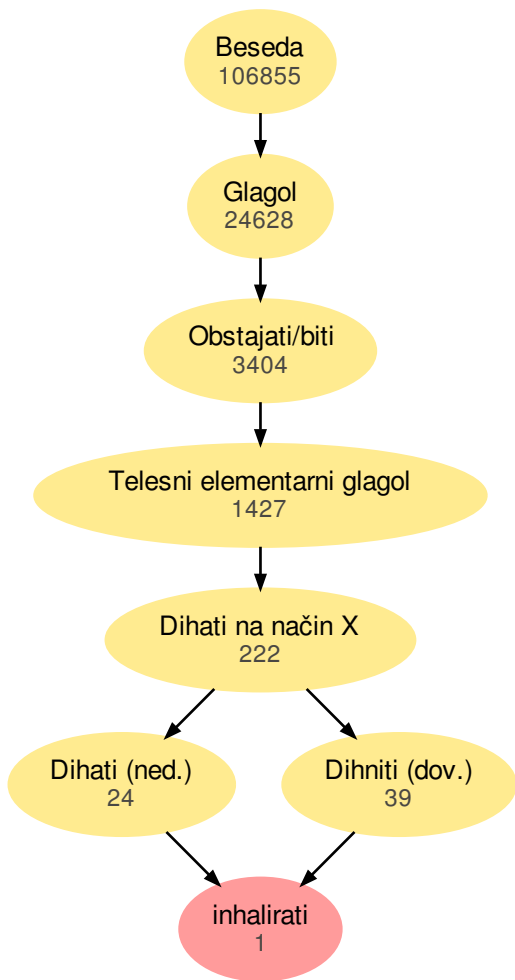 Beseda
106855
Glagol
24628
Obstajati/biti
3404
Telesni elementarni glagol
1427
Dihati na način X
222
Dihati (ned.)
24
Dihniti (dov.)
39
inhalirati
1